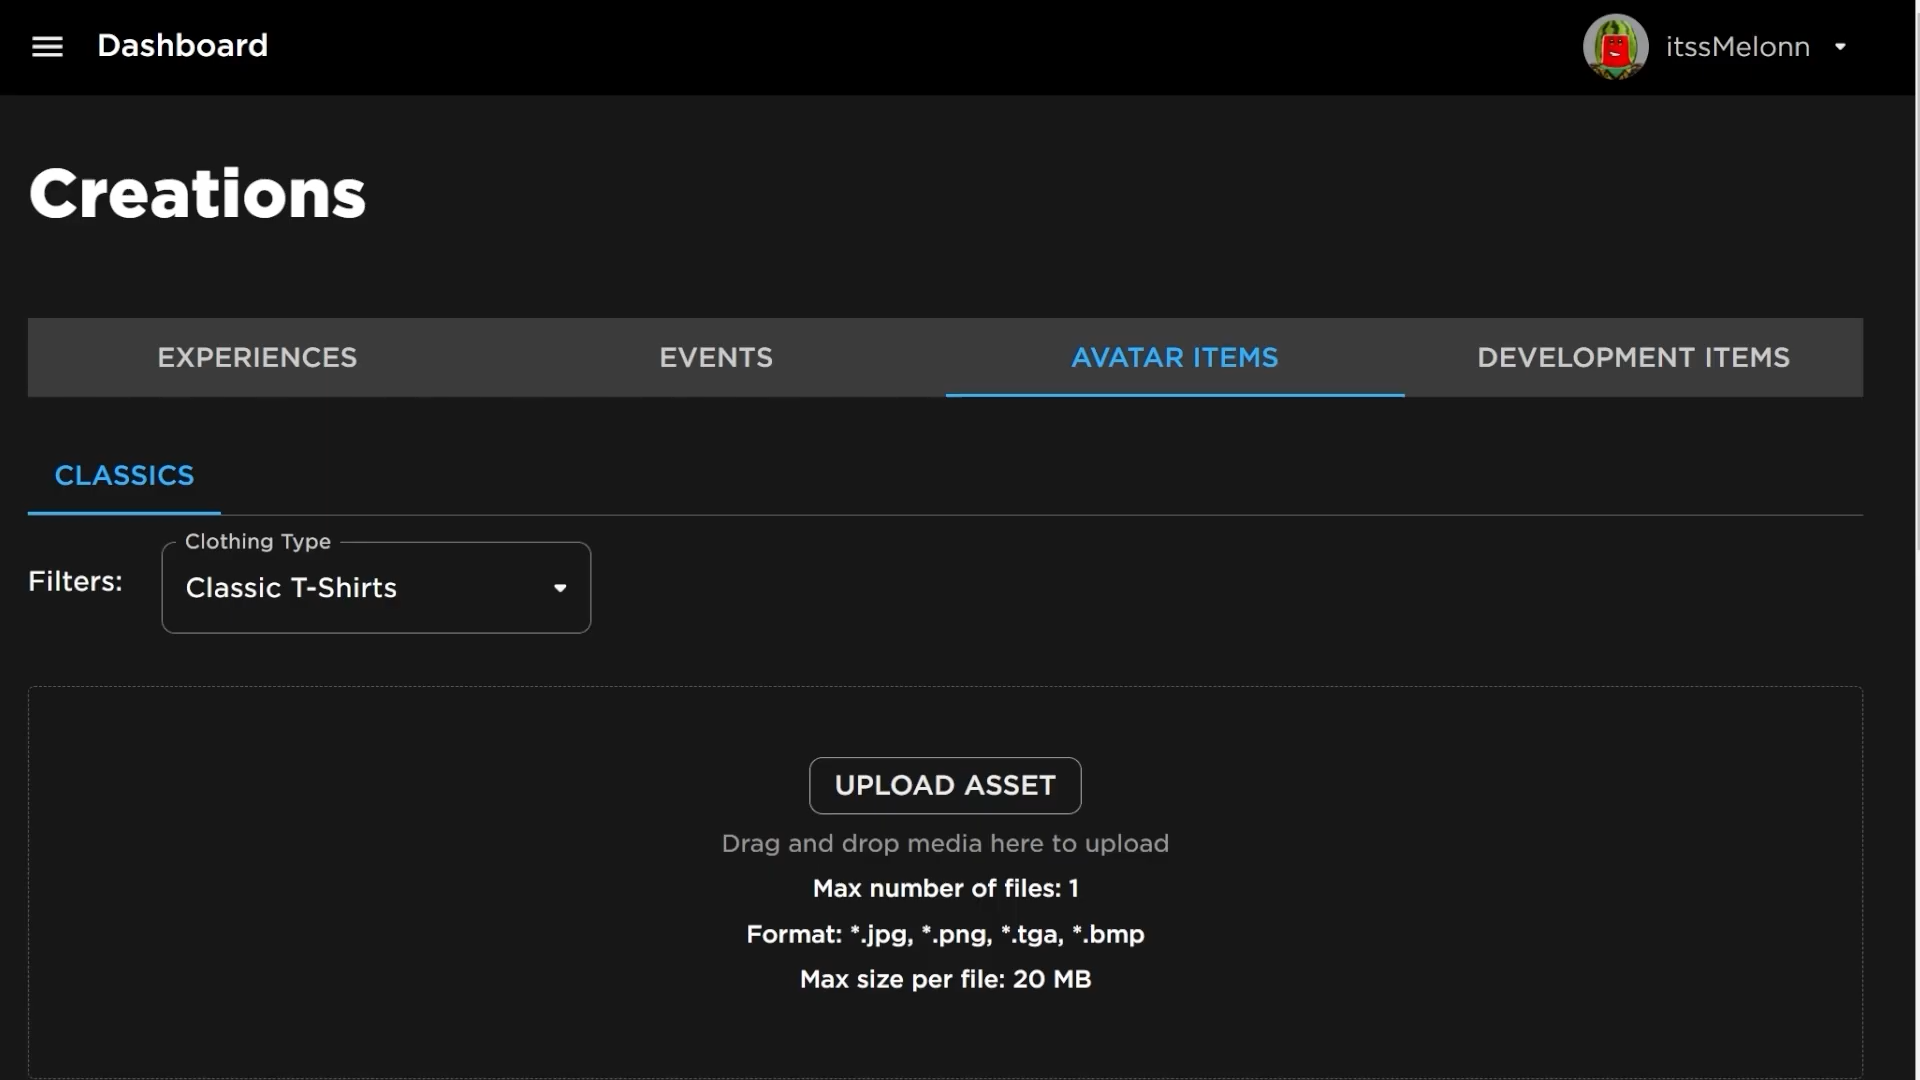 Dashboard
itssMelonn
Creations
EXPERIENCES
EVENTS
AVATAR ITEMS
DEVELOPMENT ITEMS
CLASSICS
Clothing Type
Filters:
Classic T-Shirts
UPLOAD ASSET
Drag and drop media here to upload
Max number of files: 1
Format: *.jpg, *.png, *.tga, *.bmp
Max size per file: 20 MB